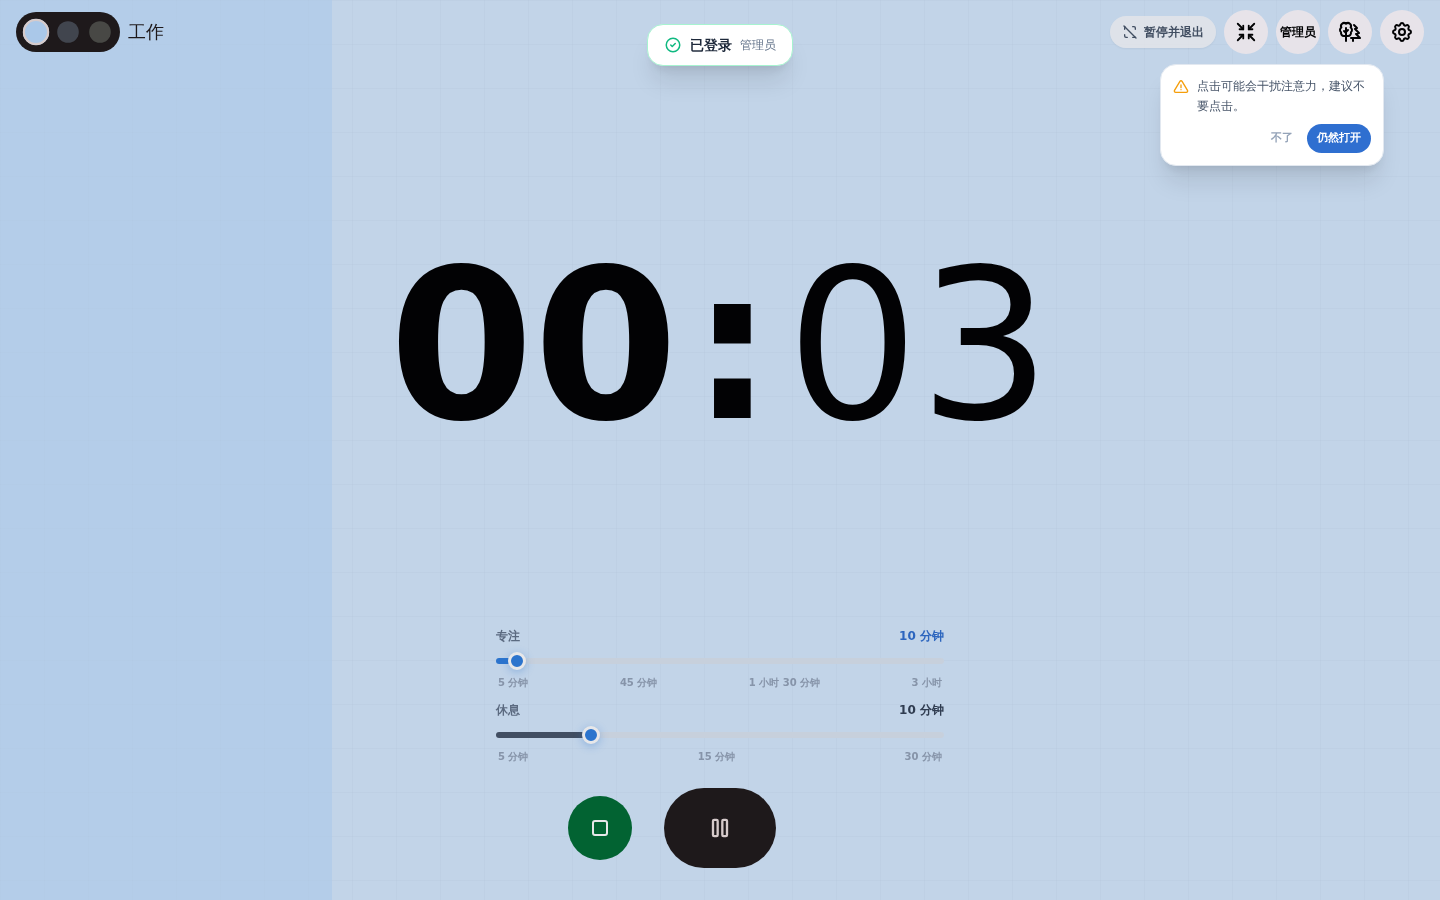 工作
已登录 管理员
暂停并退出
管理员
点击可能会干扰注意力，建议不
要点击。
不了 仍然打开
00:03
专注 10 分钟
5 分钟 45 分钟 1 小时 30 分钟 3 小时
休息 10 分钟
5 分钟 15 分钟 30 分钟